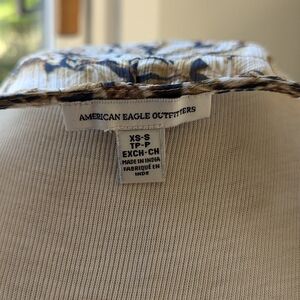 AMERICAN EAGLE OUTFITTERS
XS-S
TP-P
EXCH-CH
MADE IN INDIA
FABRIQUÉ EN
INDE